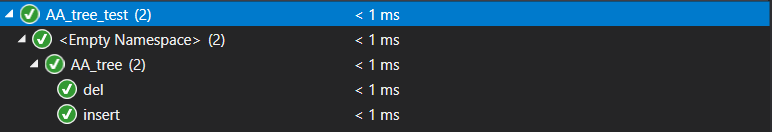 AA_tree_test (2) < 1 ms
<Empty Namespace> (2) < 1 ms
AA_tree (2) < 1 ms
del < 1 ms
insert < 1 ms